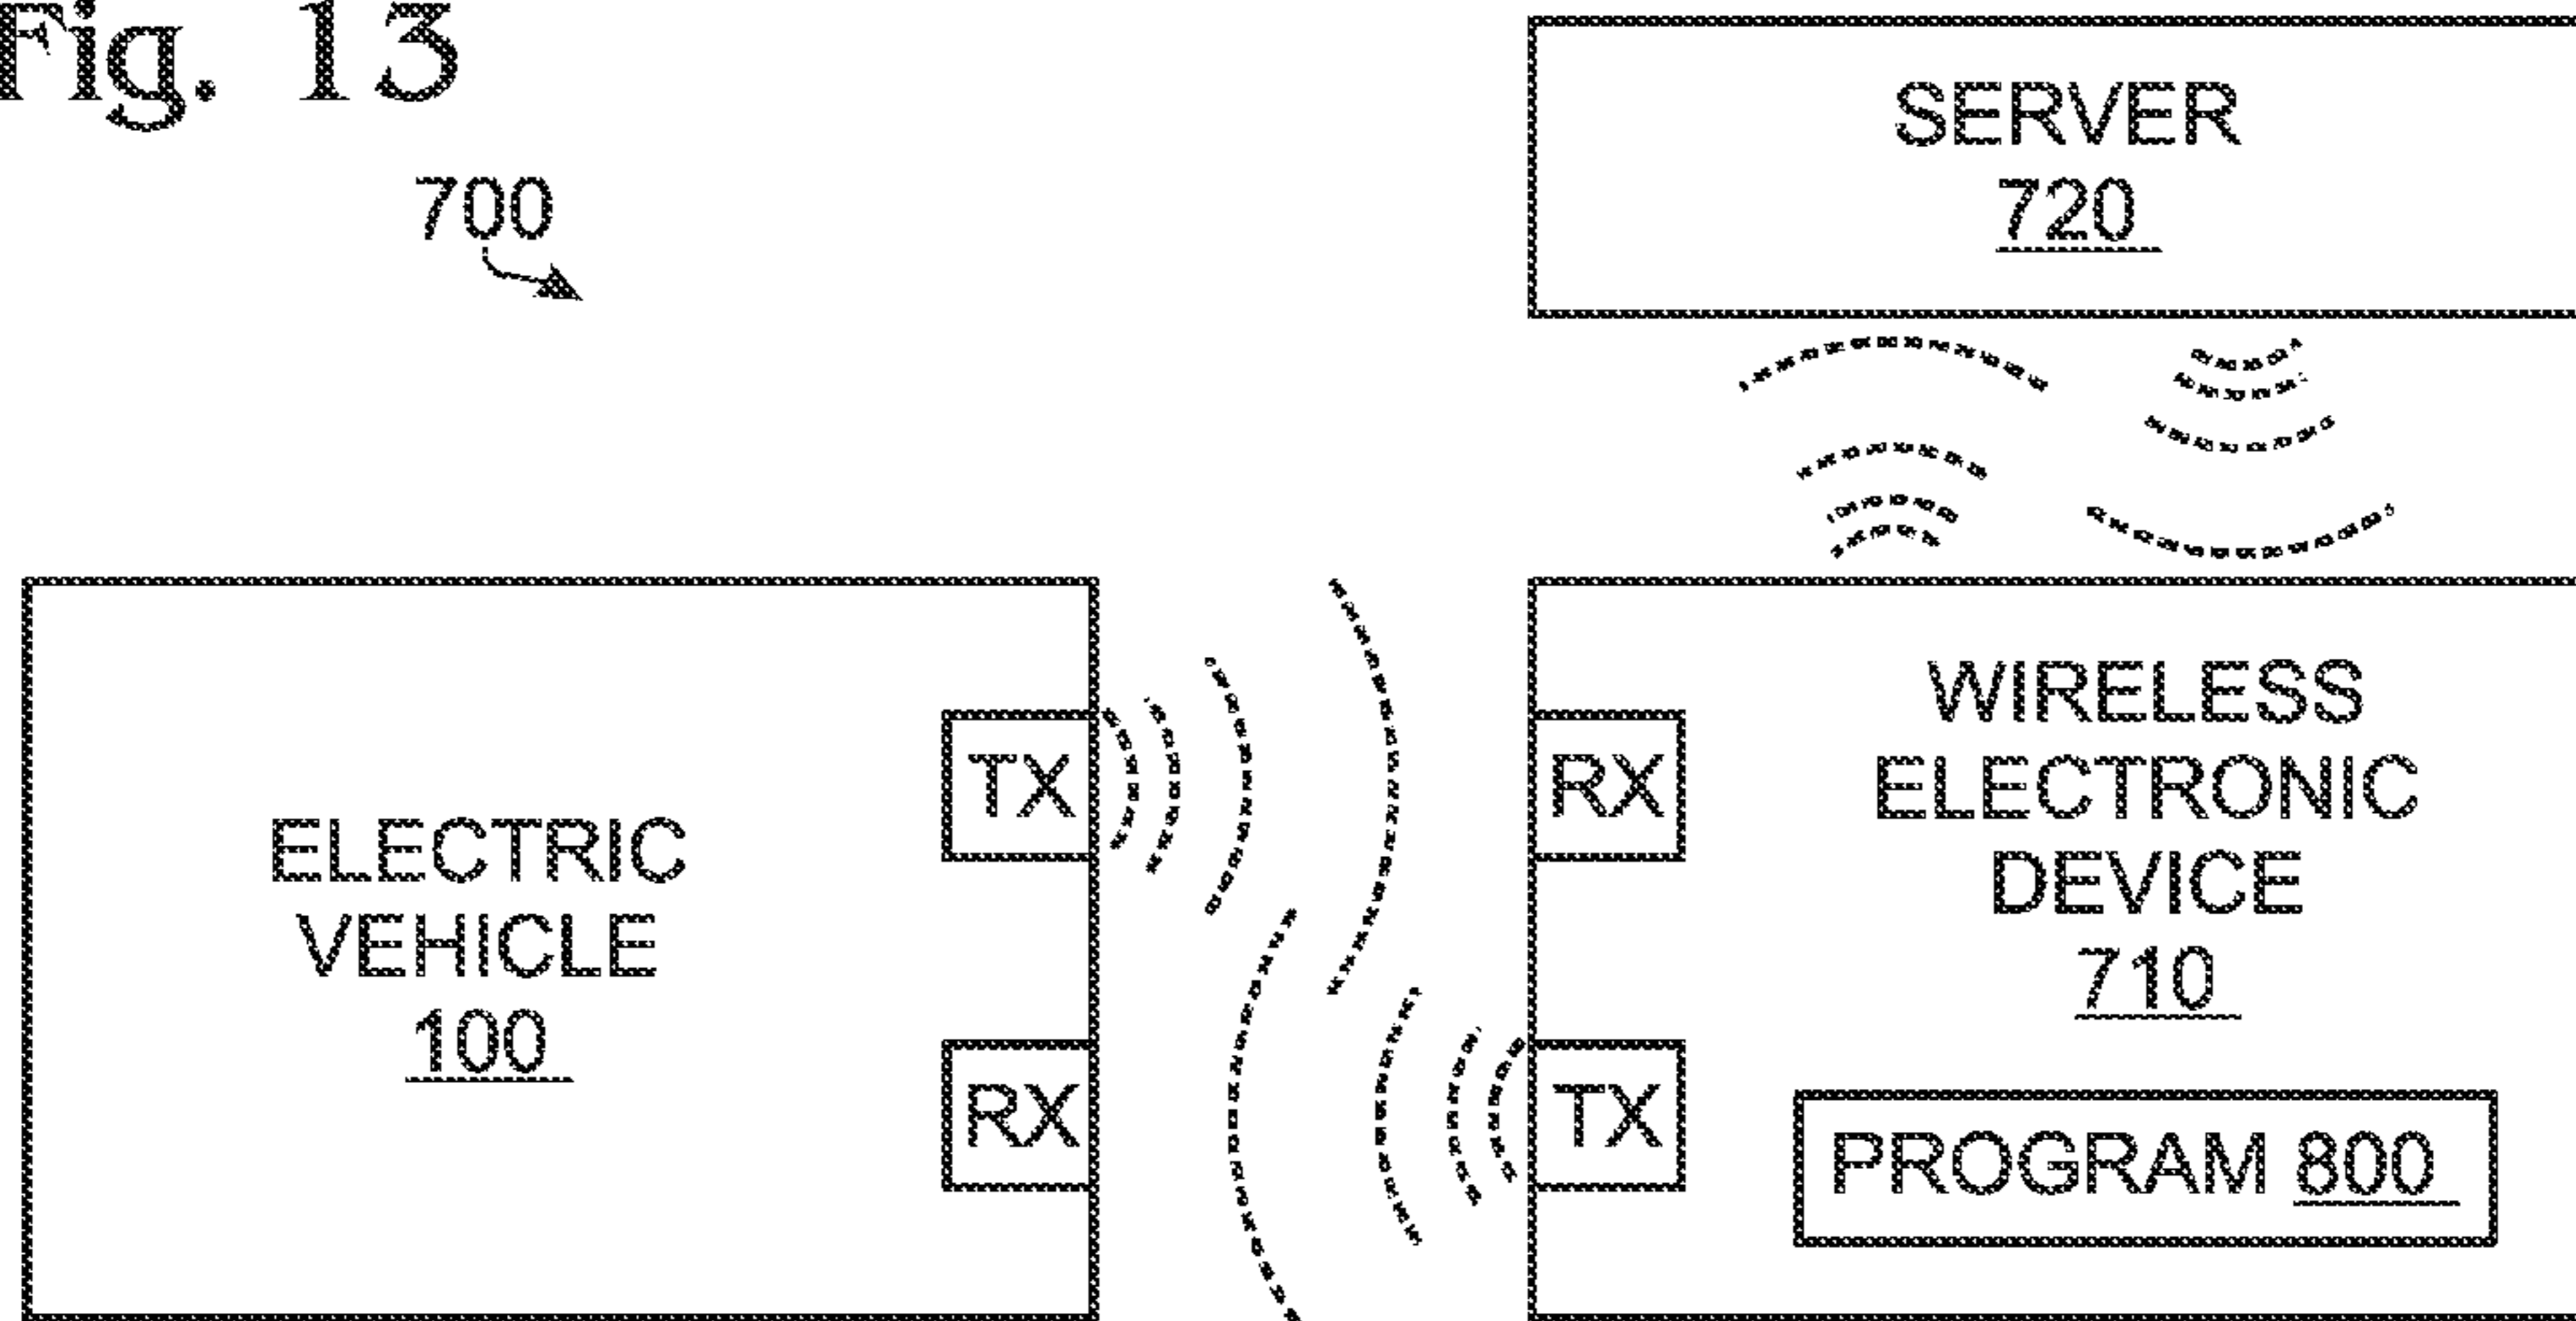 Fig. 13
700
SERVER
720
ELECTRIC
VEHICLE
100
TX
RX
RX
TX
WIRELESS
ELECTRONIC
DEVICE
710
PROGRAM 800